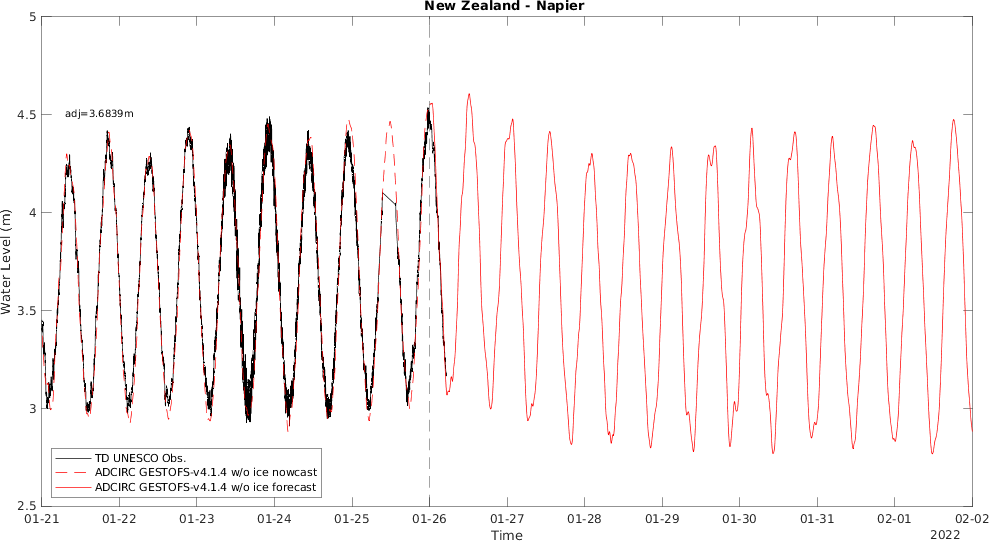 New Zealand - Napier
adj=3.6839m
5
4.5
4
3.5
3
2.5
Water Level (m)
TD UNESCO Obs.
ADCIRC GESTOFS-v4.1.4 w/o ice nowcast
ADCIRC GESTOFS-v4.1.4 w/o ice forecast
01-21 01-22 01-23 01-24 01-25 01-26 01-27 01-28 01-29 01-30 01-31 02-01 02-02
Time
2022